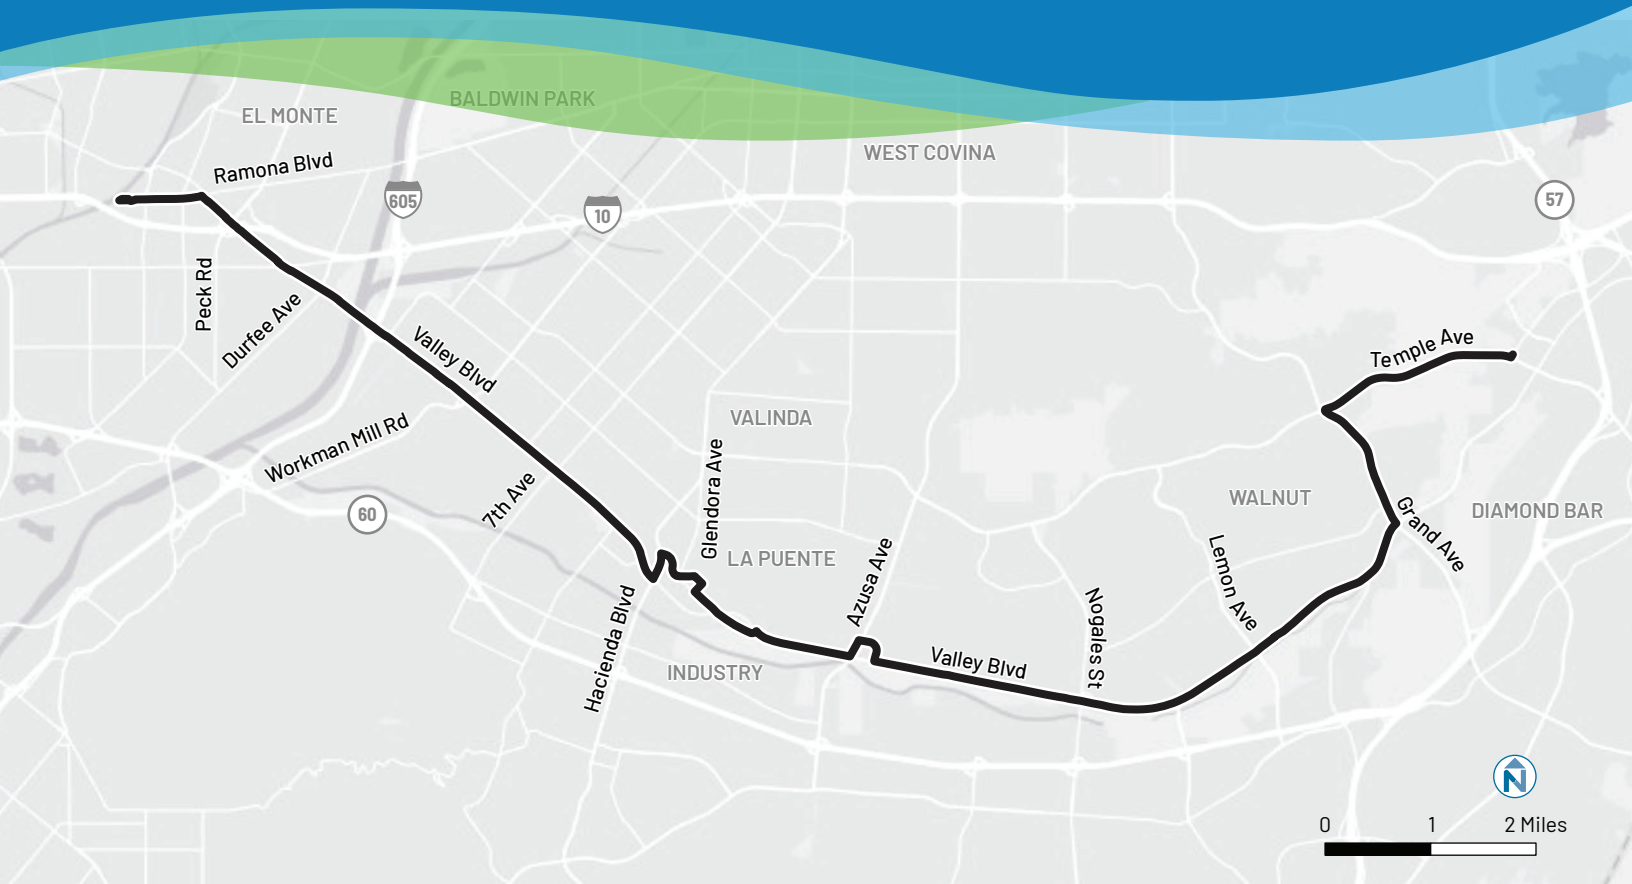 BALDWIN PARK
EL MONTE
WEST COVINA
Ramona Blvd
605
10
57
Peck Rd
Durfee Ave
Valley Blvd
Temple Ave
Workman Mill Rd
VALINDA
Glendora Ave
7th Ave
60
WALNUT
DIAMOND BAR
Grand Ave
LA PUENTE
Azusa Ave
Lemon Ave
Hacienda Blvd
Nogales St
INDUSTRY
Valley Blvd
N
0 1 2 Miles